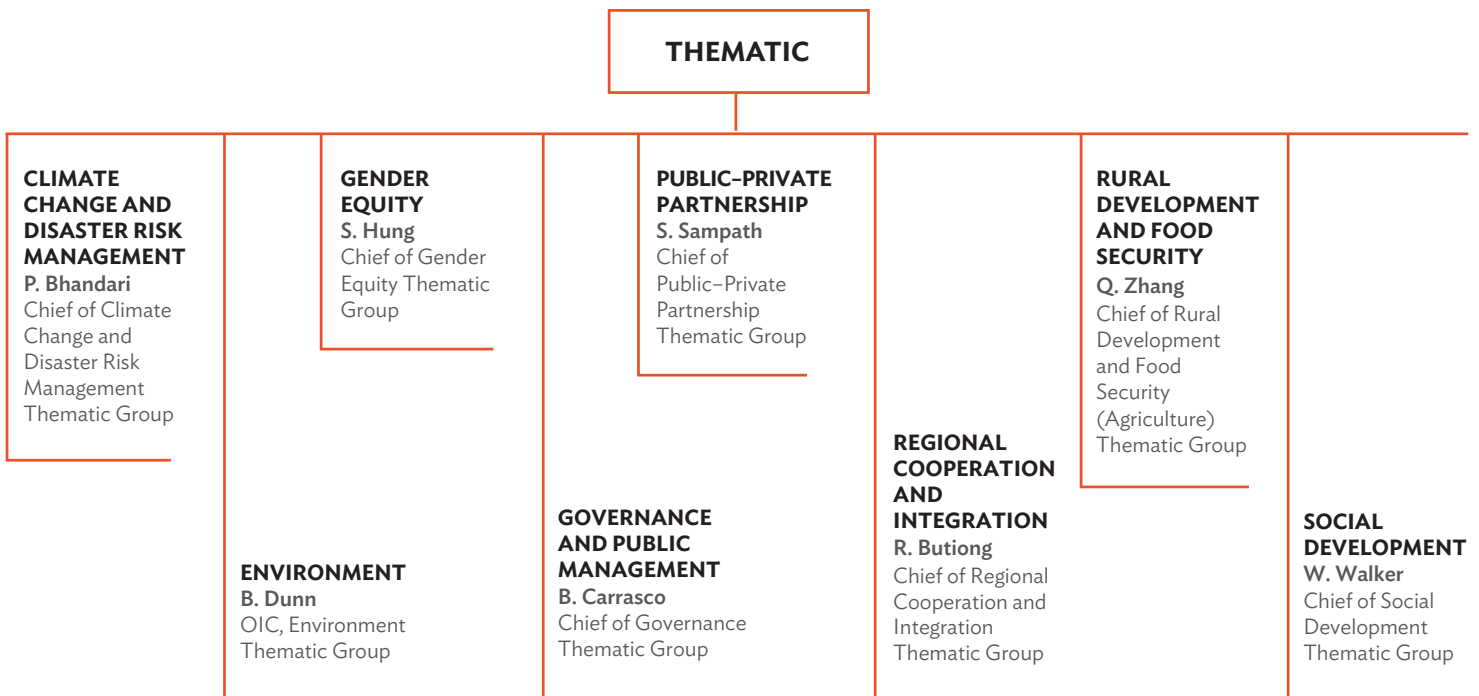 THEMATIC
CLIMATE
CHANGE AND
DISASTER RISK
MANAGEMENT
P. Bhandari
Chief of Climate
Change and
Disaster Risk
Management
Thematic Group
ENVIRONMENT
B. Dunn
OIC, Environment
Thematic Group
GENDER
EQUITY
S. Hung
Chief of Gender
Equity Thematic
Group
GOVERNANCE
AND PUBLIC
MANAGEMENT
B. Carrasco
Chief of Governance
Thematic Group
PUBLIC–PRIVATE
PARTNERSHIP
S. Sampath
Chief of
Public–Private
Partnership
Thematic Group
REGIONAL
COOPERATION
AND
INTEGRATION
R. Butiong
Chief of Regional
Cooperation and
Integration
Thematic Group
RURAL
DEVELOPMENT
AND FOOD
SECURITY
Q. Zhang
Chief of Rural
Development
and Food
Security
(Agriculture)
Thematic Group
SOCIAL
DEVELOPMENT
W. Walker
Chief of Social
Development
Thematic Group